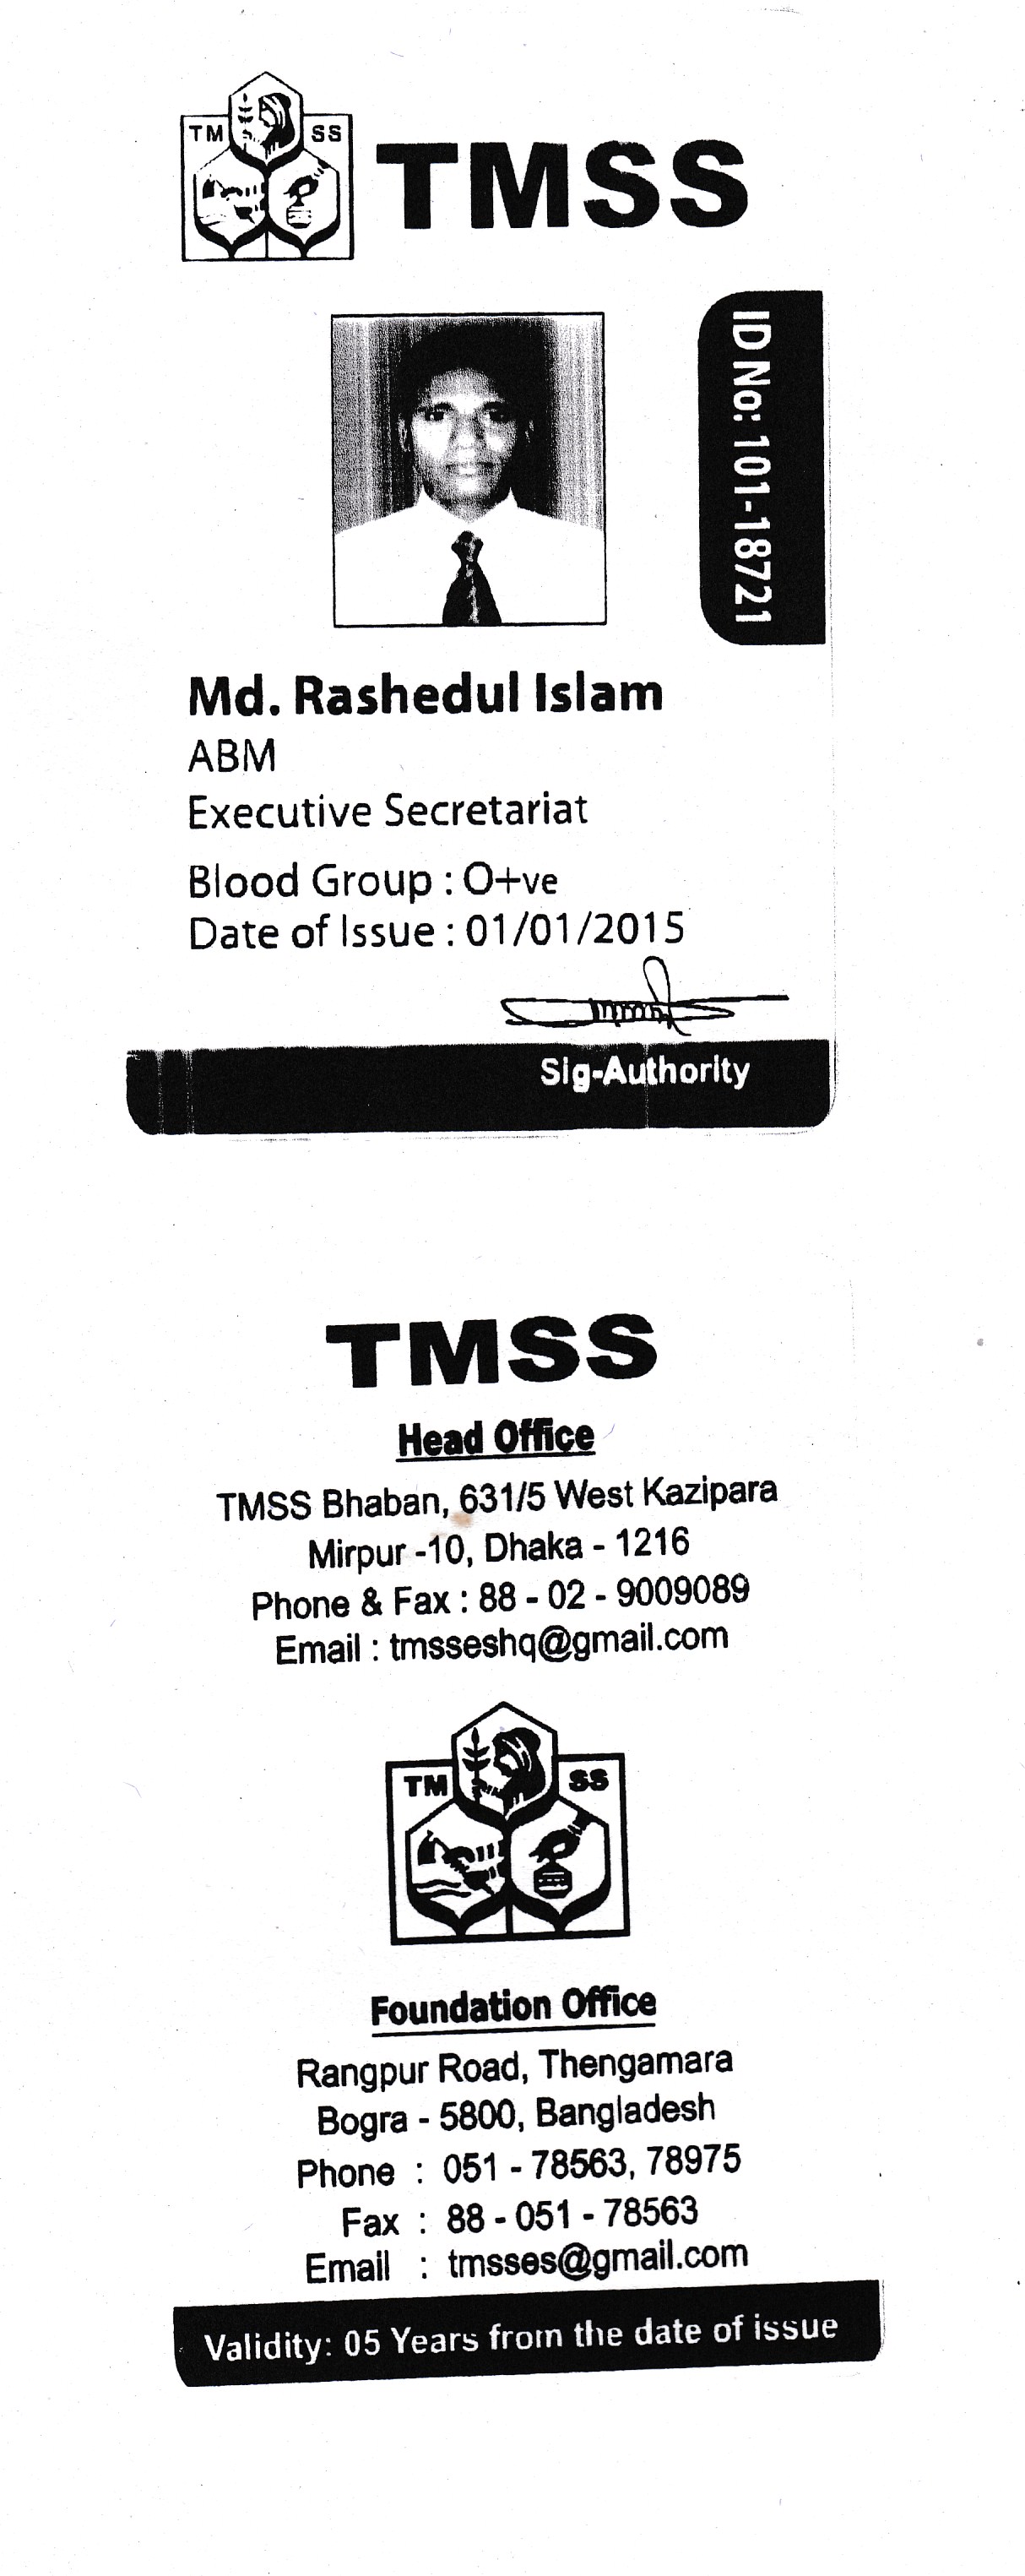 TM SS
TMSS
ID No: 101-18721
Md. Rashedul Islam
ABM
Executive Secretariat
Blood Group : O+ve
Date of Issue : 01/01/2015
Sig-Authority
TMSS
Head Office
TMSS Bhaban, 631/5 West Kazipara
Mirpur -10, Dhaka - 1216
Phone & Fax : 88 - 02 - 9009089
Email : tmsseshq@gmail.com
TM SS
Foundation Office
Rangpur Road, Thengamara
Bogra - 5800, Bangladesh
Phone : 051 - 78563, 78975
Fax : 88 - 051 - 78563
Email : tmsses@gmail.com
Validity: 05 Years from the date of issue